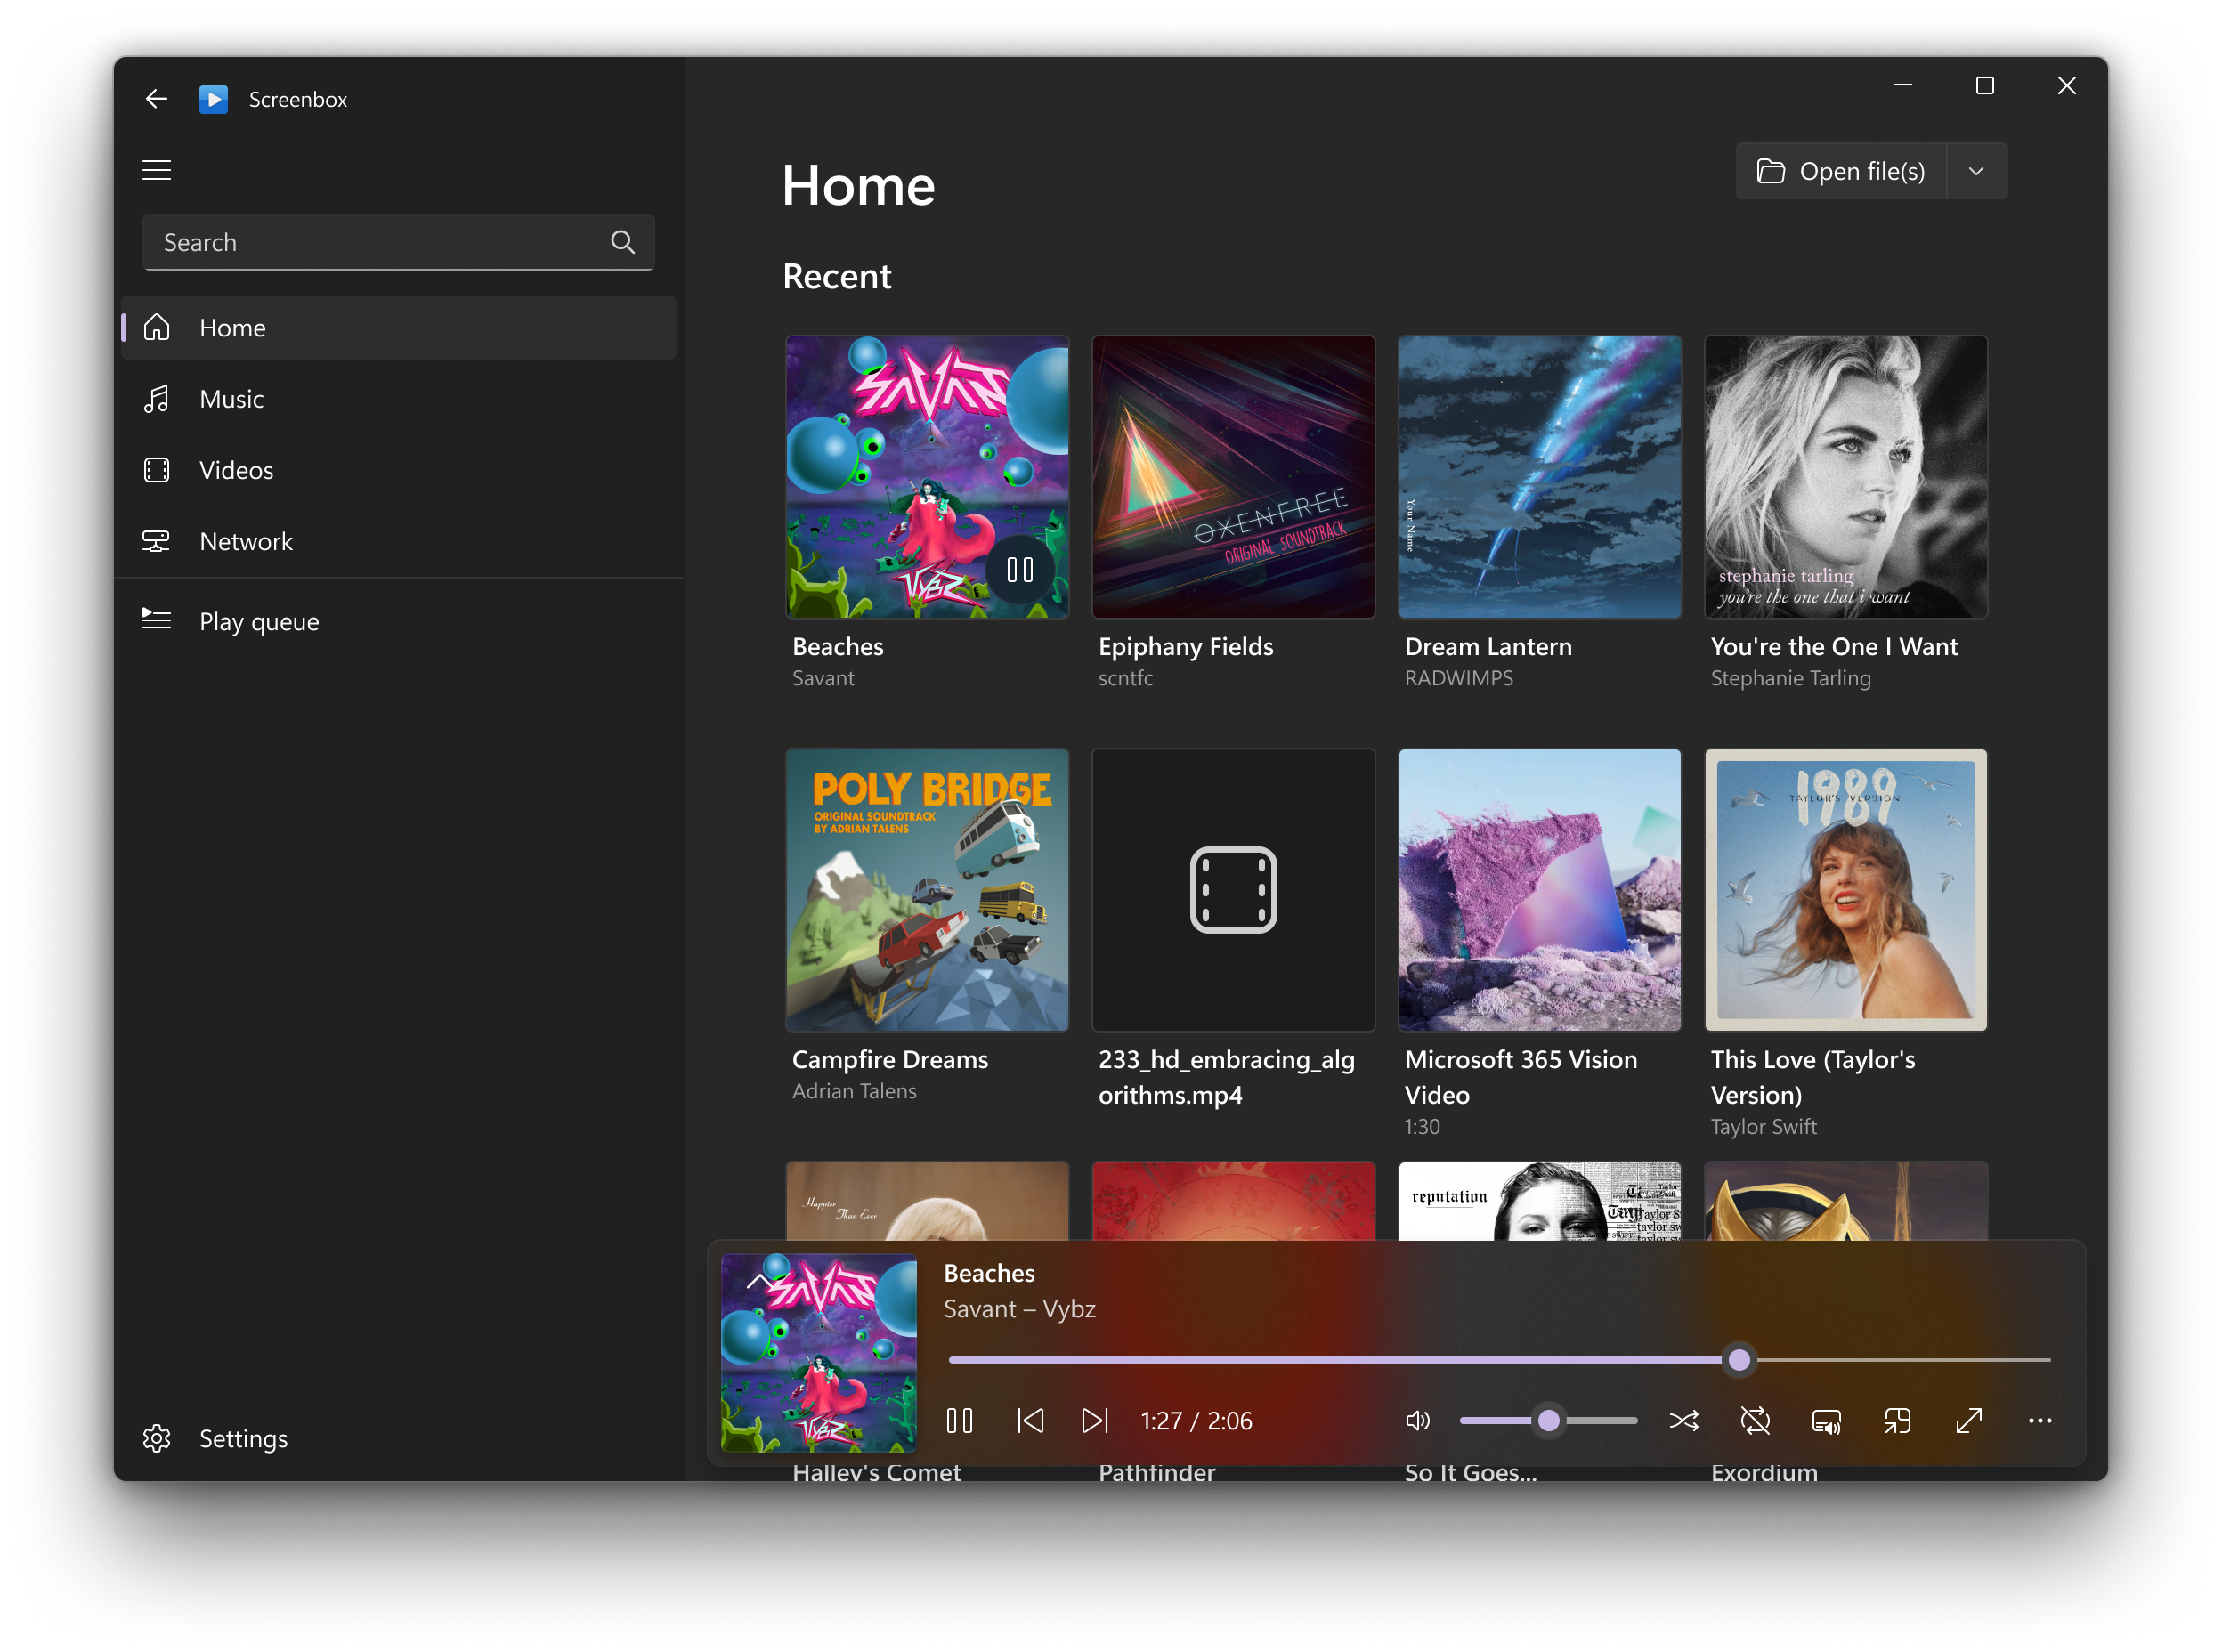 Screenbox
Search
Home
Music
Videos
Network
Play queue
Settings
Home
Open file(s)
Recent
SAVANT
VYBZ
Beaches
Savant
OXENFREE
ORIGINAL SOUNDTRACK
Epiphany Fields
scntfc
Your Name
Dream Lantern
RADWIMPS
stephanie tarling
you're the one that i want
You're the One I Want
Stephanie Tarling
POLY BRIDGE
ORIGINAL SOUNDTRACK
BY ADRIAN TALENS
Campfire Dreams
Adrian Talens
233_hd_embracing_alg
orithms.mp4
Microsoft 365 Vision
Video
1:30
1989
TAYLOR'S VERSION
This Love (Taylor's
Version)
Taylor Swift
Happier
Than Ever
reputation
SAVANT
VYBZ
Beaches
Savant – Vybz
1:27 / 2:06
Halley's Comet
Pathfinder
So It Goes...
Exordium